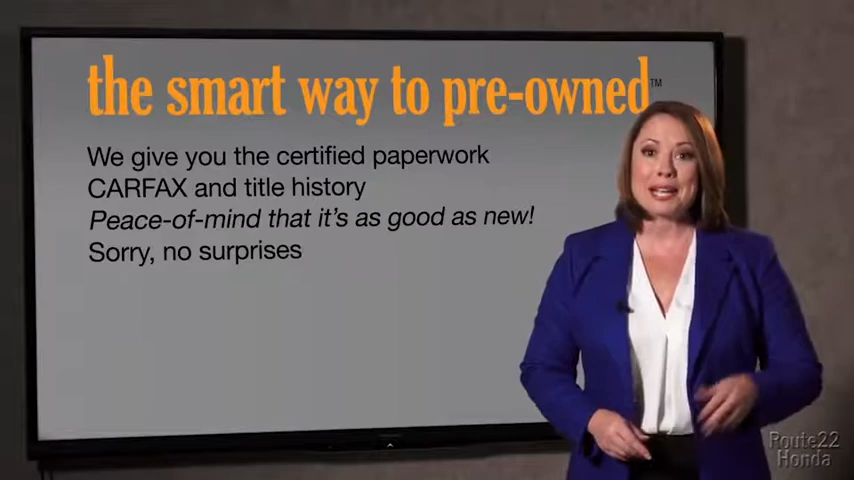 the smart way to pre-owned™
We give you the certified paperwork
CARFAX and title history
Peace-of-mind that it's as good as new!
Sorry, no surprises
Route22
Honda